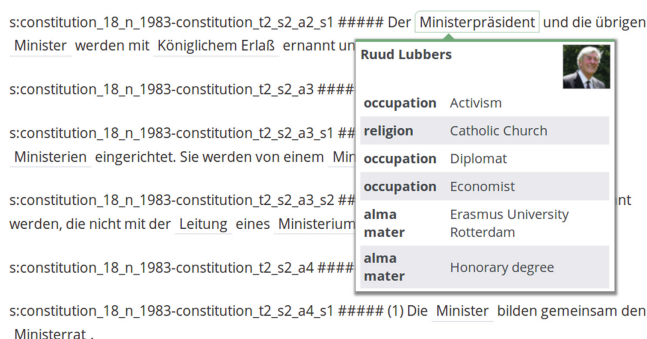 s:constitution_18_n_1983-constitution_t2_s2_a2_s1 ##### Der Ministerpräsident und die übrigen
Minister werden mit Königlichem Erlaß ernannt un
s:constitution_18_n_1983-constitution_t2_s2_a3 ####
s:constitution_18_n_1983-constitution_t2_s2_a3_s1 ##
Ministerien eingerichtet. Sie werden von einem Min
s:constitution_18_n_1983-constitution_t2_s2_a3_s2 ## nt
werden, die nicht mit der Leitung eines Ministerium
s:constitution_18_n_1983-constitution_t2_s2_a4 ####
s:constitution_18_n_1983-constitution_t2_s2_a4_s1 ##### (1) Die Minister bilden gemeinsam den
Ministerrat .
Ruud Lubbers
occupation Activism
religion Catholic Church
occupation Diplomat
occupation Economist
alma mater Erasmus University
Rotterdam
alma mater Honorary degree